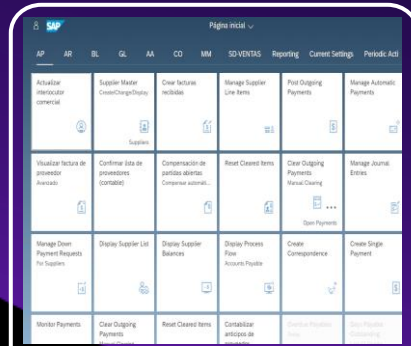 SAP
Página inicial
AP AR BL GL AA CO MM SD-VENTAS Reporting Current Settings Periodic Acti
Actualizar interlocutor comercial
Supplier Master
Create/Change/Display
Suppliers
Crear facturas recibidas
Manage Supplier Line Items
Post Outgoing Payments
Manage Automatic Payments
Visualizar factura de proveedor
Avanzado
Confirmar lista de proveedores (contable)
Compensación de partidas abiertas
Compensar automáti...
Reset Cleared Items
Clear Outgoing Payments
Manual Clearing
Open Payments
Manage Journal Entries
Manage Down Payment Requests
For Suppliers
Display Supplier List
Display Supplier Balances
Display Process Flow
Accounts Payable
Create Correspondence
Create Single Payment
Monitor Payments
Clear Outgoing Payments
Reset Cleared Items
Contabilizar anticipos de